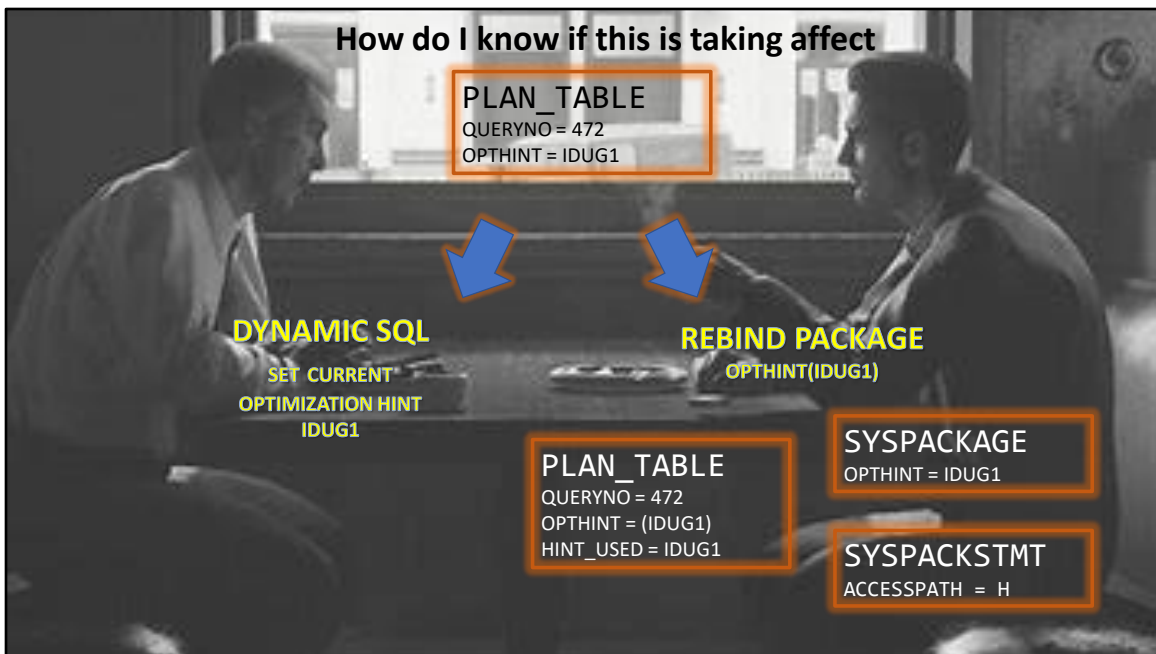 How do I know if this is taking affect
PLAN_TABLE
QUERYNO = 472
OPTHINT = IDUG1
DYNAMIC SQL
SET CURRENT
OPTIMIZATION HINT
IDUG1
REBIND PACKAGE
OPTHINT(IDUG1)
PLAN_TABLE
QUERYNO = 472
OPTHINT = (IDUG1)
HINT_USED = IDUG1
SYSPACKAGE
OPTHINT = IDUG1
SYSPACKSTMT
ACCESSPATH = H